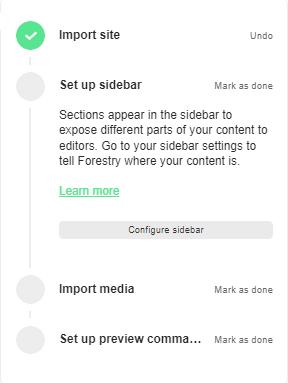 Import site Undo
Set up sidebar Mark as done
Sections appear in the sidebar to
expose different parts of your content to
editors. Go to your sidebar settings to
tell Forestry where your content is.
Learn more
Configure sidebar
Import media Mark as done
Set up preview comma... Mark as done